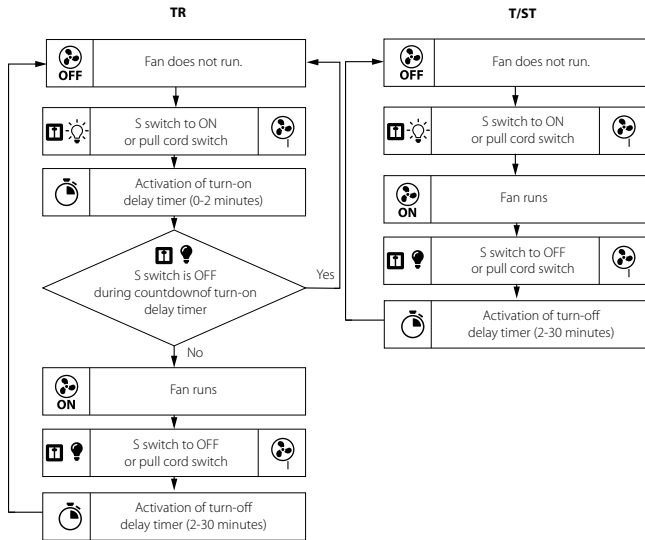 TR
OFF
Fan does not run.
S switch to ON
or pull cord switch
Activation of turn-on
delay timer (0-2 minutes)
S switch is OFF
during countdownof turn-on
delay timer
Yes
No
ON
Fan runs
S switch to OFF
or pull cord switch
Activation of turn-off
delay timer (2-30 minutes)
T/ST
OFF
Fan does not run.
S switch to ON
or pull cord switch
ON
Fan runs
S switch to OFF
or pull cord switch
Activation of turn-off
delay timer (2-30 minutes)